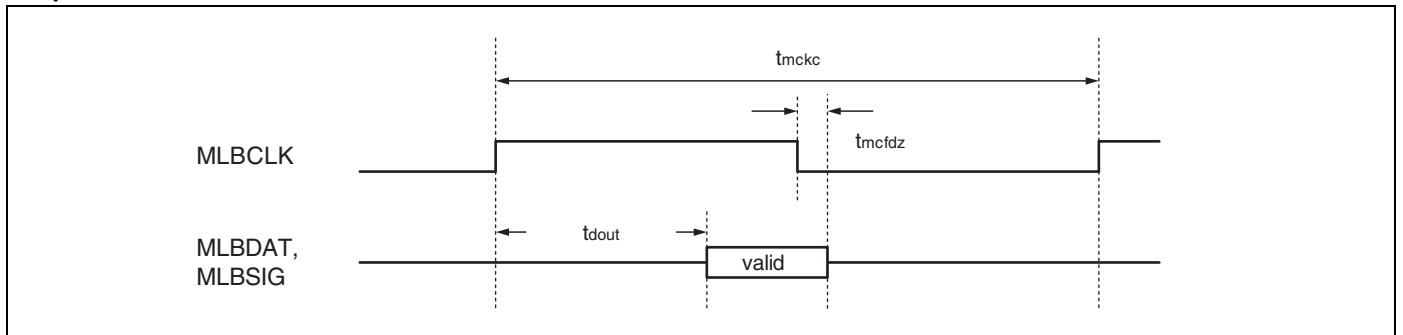 tmckc
tmcfdz
MLBCLK
tdout
MLBDAT,
MLBSIG
valid